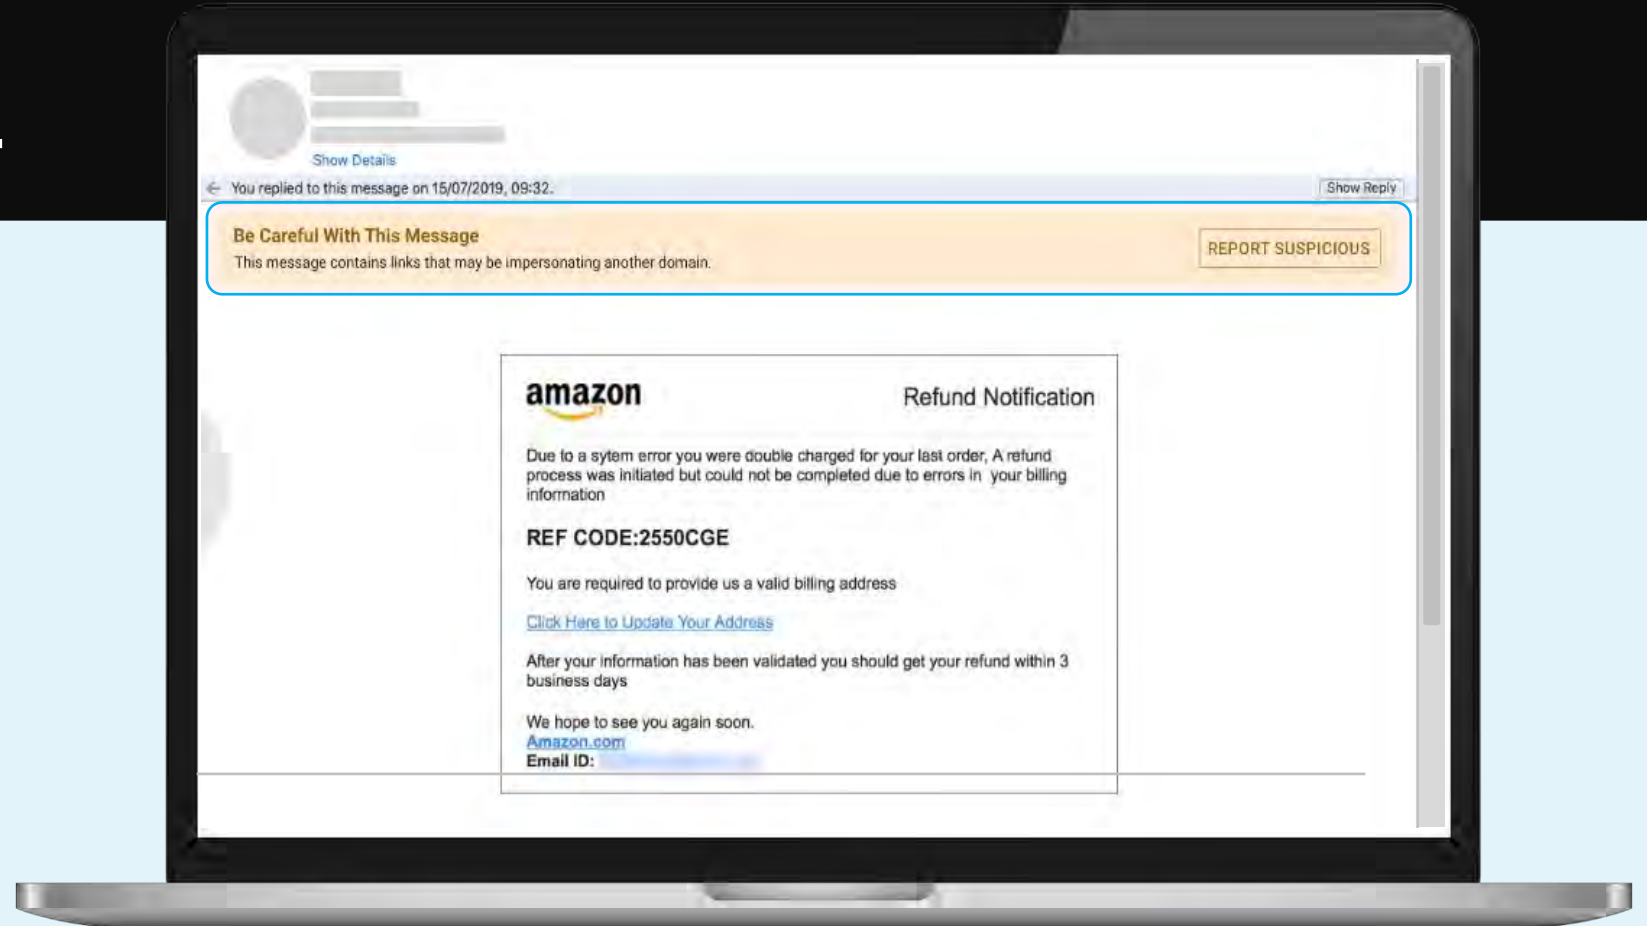 Show Details
You replied to this message on 15/07/2019, 09:32.
Show Reply
Be Careful With This Message
This message contains links that may be impersonating another domain.
REPORT SUSPICIOUS
amazon
Refund Notification
Due to a sytem error you were double charged for your last order, A refund
process was initiated but could not be completed due to errors in your billing
information
REF CODE:2550CGE
You are required to provide us a valid billing address
Click Here to Update Your Address
After your information has been validated you should get your refund within 3
business days
We hope to see you again soon.
Amazon.com
Email ID: